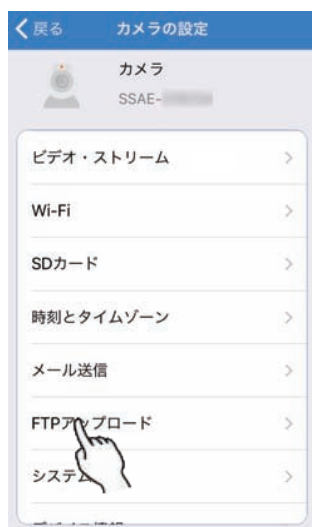 戻る
カメラの設定
カメラ
SSAE-
ビデオ・ストリーム
Wi-Fi
SDカード
時刻とタイムゾーン
メール送信
FTPアップロード
システム